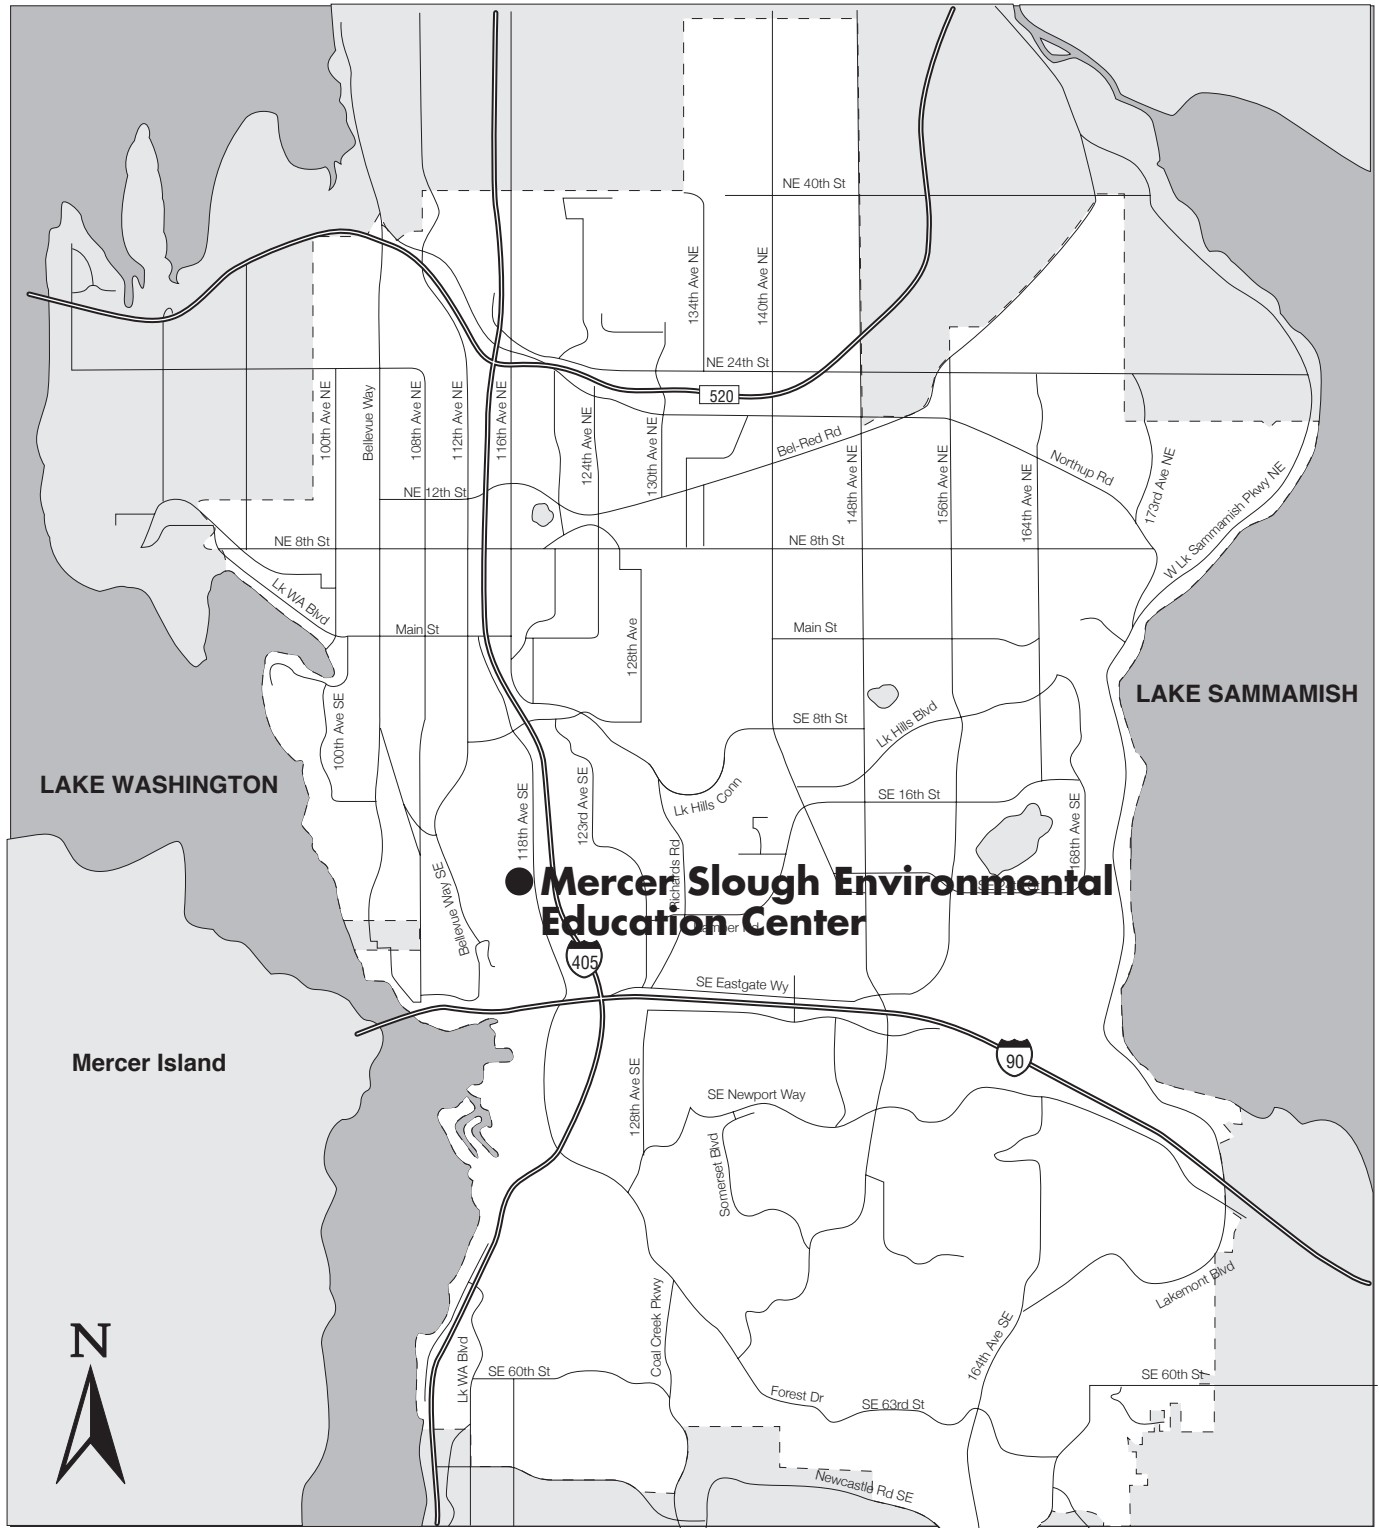 NE 40th St
134th Ave NE
140th Ave NE
NE 24th St
520
100th Ave NE
Bellevue Way
108th Ave NE
112th Ave NE
116th Ave NE
124th Ave NE
130th Ave NE
Bel-Red Rd
148th Ave NE
156th Ave NE
164th Ave NE
Northup Rd
173rd Ave NE
W Lk Sammamish Pkwy NE
NE 12th St
NE 8th St
NE 8th St
Lk WA Blvd
Main St
128th Ave
Main St
LAKE SAMMAMISH
100th Ave SE
SE 8th St
Lk Hills Blvd
LAKE WASHINGTON
118th Ave SE
123rd Ave SE
Lk Hills Conn
SE 16th St
168th Ave SE
Richards Rd
Bellevue Way SE
Mercer Slough Environmental
Education Center
405
SE Eastgate Wy
90
Mercer Island
128th Ave SE
SE Newport Way
Somerset Blvd
Lakemont Blvd
Coal Creek Pkwy
164th Ave SE
N
Lk WA Blvd
SE 60th St
SE 60th St
Forest Dr
SE 63rd St
Newcastle Rd SE